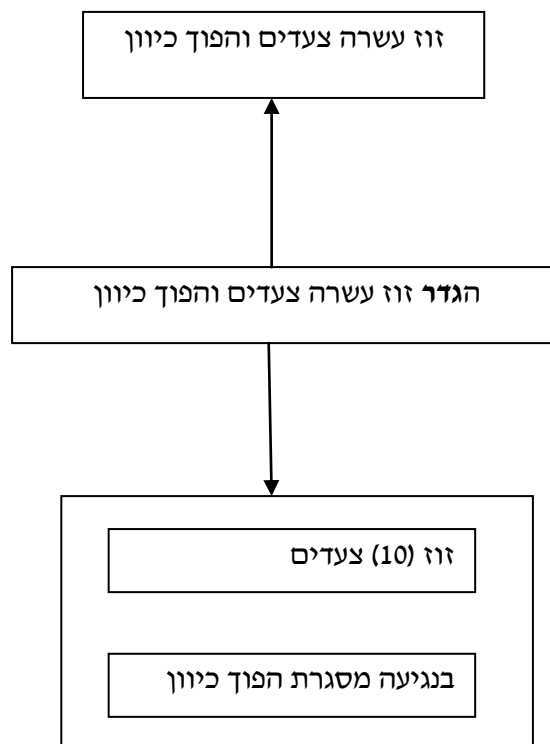 זוז עשרה צעדים והפוך כיוון
הגדר זוז עשרה צעדים והפוך כיוון
זוז (10) צעדים
בנגיעה מסגרת הפוך כיוון